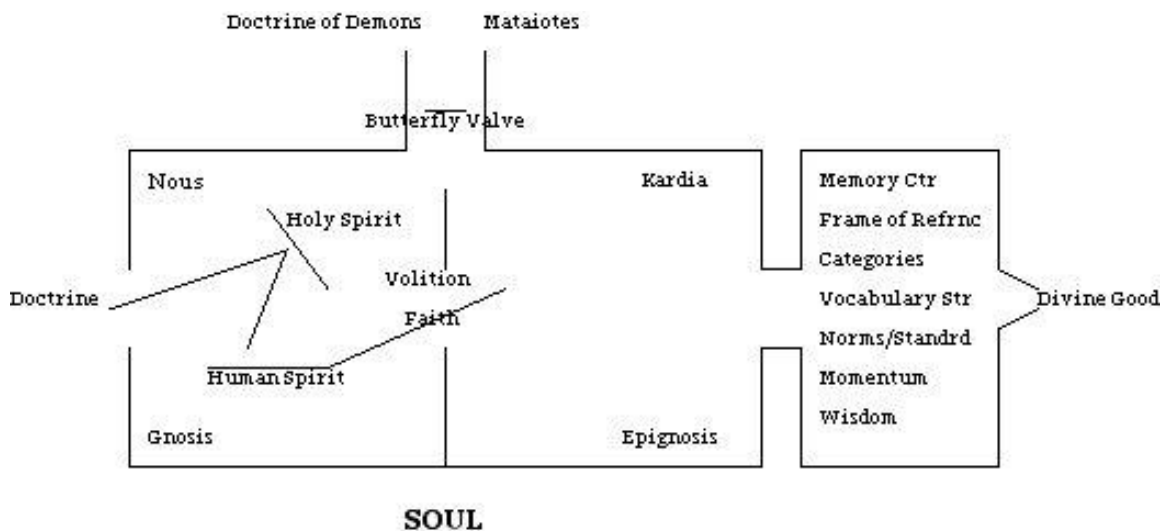 Doctrine of Demons Mataiotes
Butterfly Valve
Nous
Kardia
Holy Spirit
Volition
Faith
Doctrine
Human Spirit
Gnosis
Epignosis
Memory Ctr
Frame of Refrnc
Categories
Vocabulary Str
Norms/Standrd
Momentum
Wisdom
Divine Good
SOUL